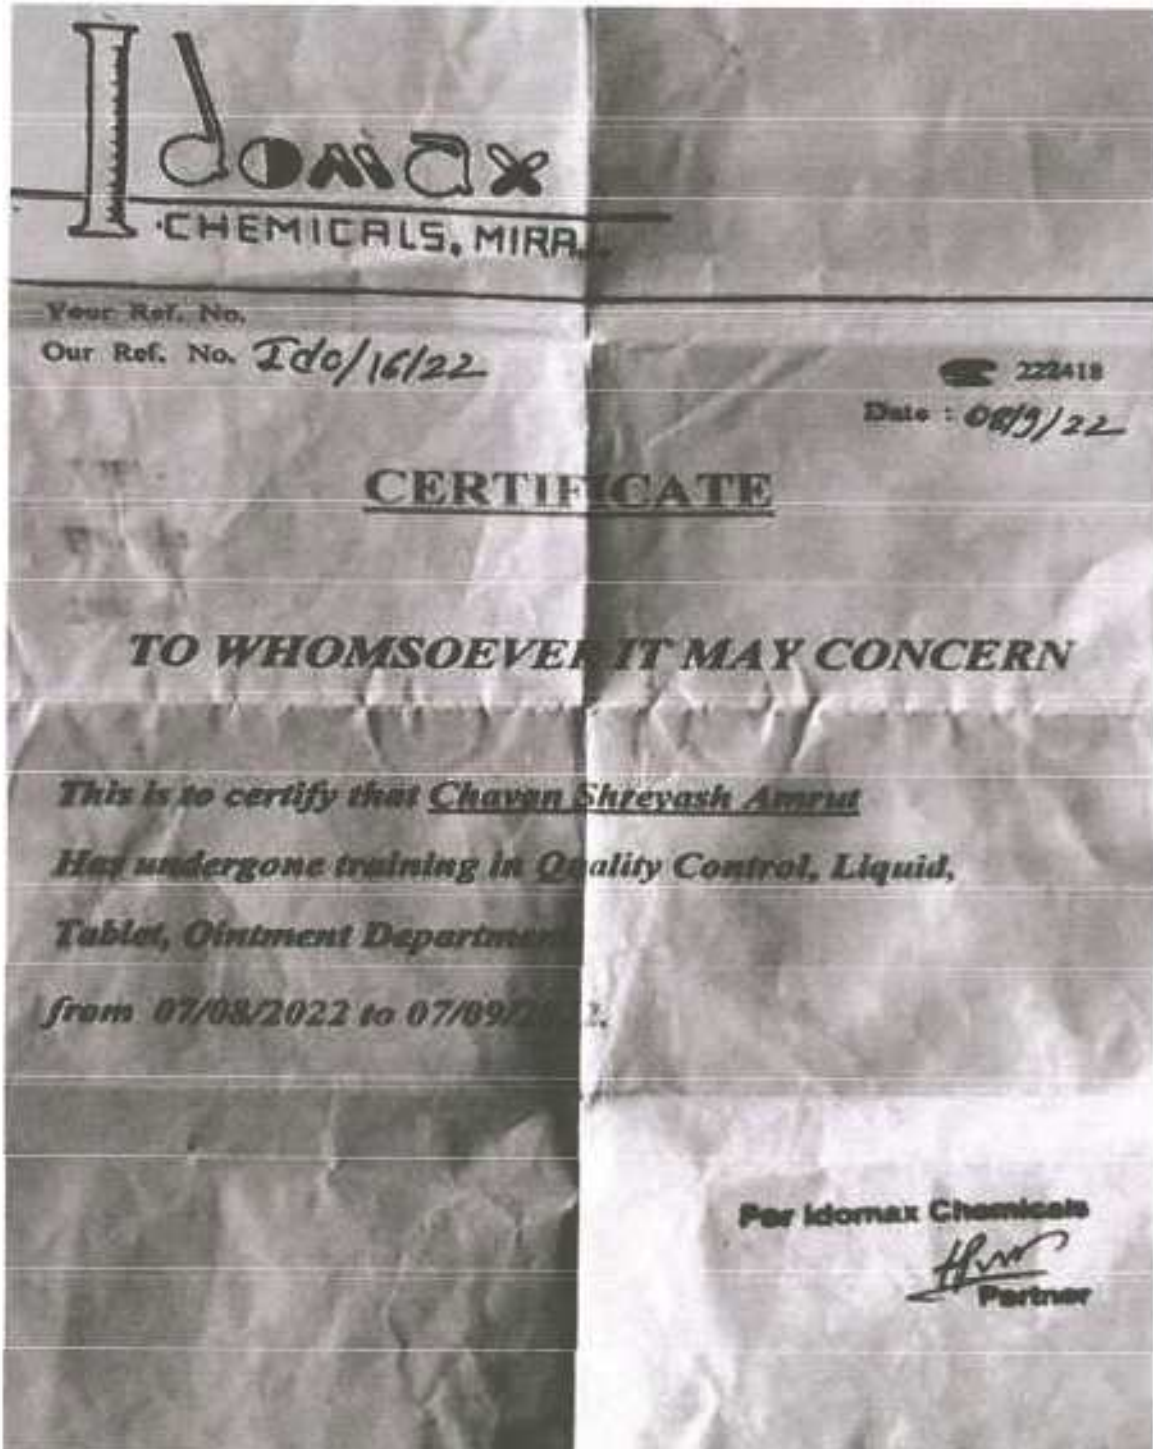 Idomax
CHEMICALS, MIRA
Your Ref. No.
Our Ref. No. Ido/16/22
222418
Date : 08/9/22
CERTIFICATE
TO WHOMSOEVER IT MAY CONCERN
This is to certify that Chavan Shreyash Amrut
Has undergone training in Quality Control, Liquid,
Tablet, Ointment Department
from 07/08/2022 to 07/09/2022.
For Idomax Chemicals
Partner